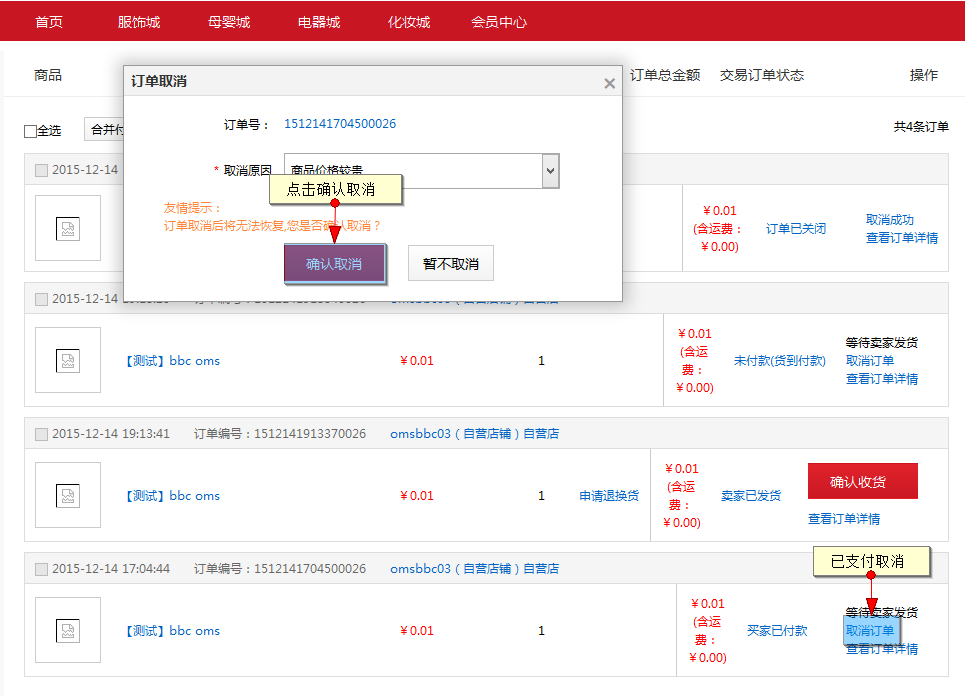 首页 服饰城 母婴城 电器城 化妆城 会员中心
商品 订单总金额 交易订单状态 操作
订单取消
订单号： 1512141704500026
* 取消原因 商品价格较贵
点击确认取消
友情提示：
订单取消后将无法恢复,您是否确认取消？
确认取消 暂不取消
全选 合并付 共4条订单
2015-12-14
￥0.01
(含运费：
￥0.00)
订单已关闭
取消成功
查看订单详情
2015-12-14
【测试】bbc oms ￥0.01 1
￥0.01
(含运
费：
￥0.00)
未付款(货到付款)
等待卖家发货
取消订单
查看订单详情
2015-12-14 19:13:41 订单编号：1512141913370026 omsbbc03（自营店铺）自营店
【测试】bbc oms ￥0.01 1 申请退换货
￥0.01
(含运
费：
￥0.00)
卖家已发货
确认收货
查看订单详情
2015-12-14 17:04:44 订单编号：1512141704500026 omsbbc03（自营店铺）自营店
已支付取消
【测试】bbc oms ￥0.01 1
￥0.01
(含运
费：
￥0.00)
买家已付款
等待卖家发货
取消订单
查看订单详情